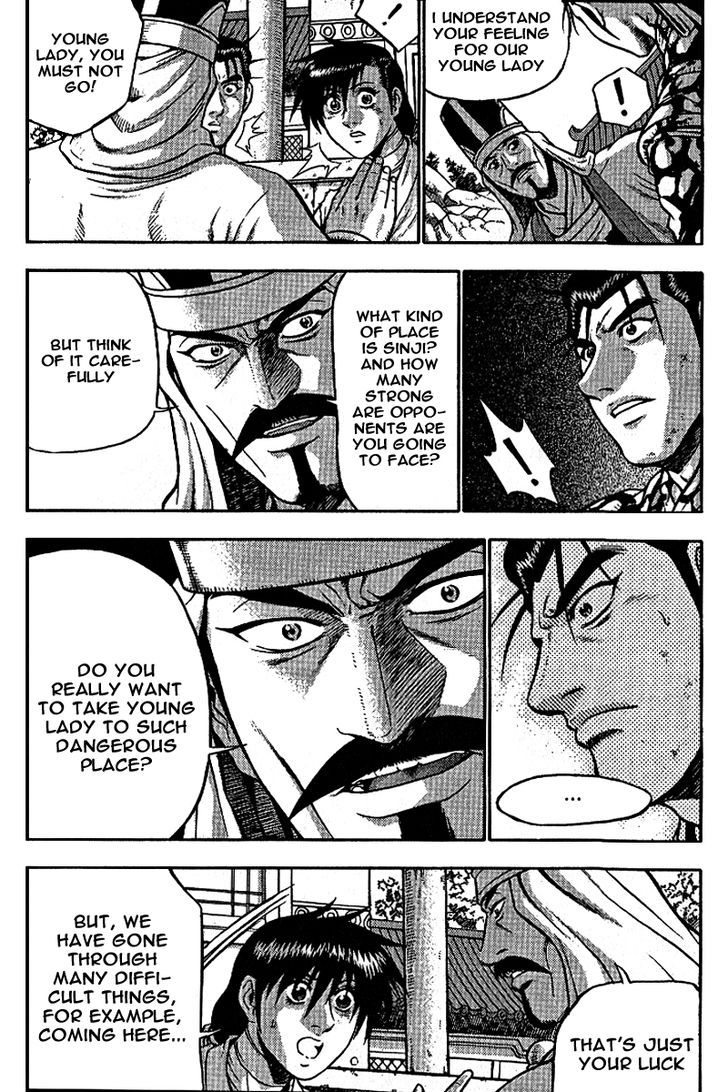 YOUNG
LADY, YOU
MUST NOT
GO!
!
I UNDERSTAND
YOUR FEELING
FOR OUR
YOUNG LADY
!
BUT THINK
OF IT CARE-
FULLY
WHAT KIND
OF PLACE
IS SINJI?
AND HOW
MANY
STRONG
ARE OPPO-
NENTS ARE
YOU GOING
TO FACE?
!
DO YOU
REALLY WANT
TO TAKE YOUNG
LADY TO SUCH
DANGEROUS
PLACE?
...
BUT, WE
HAVE GONE
THROUGH
MANY DIFFI-
CULT THINGS,
FOR EXAMPLE,
COMING HERE...
THAT'S JUST
YOUR LUCK